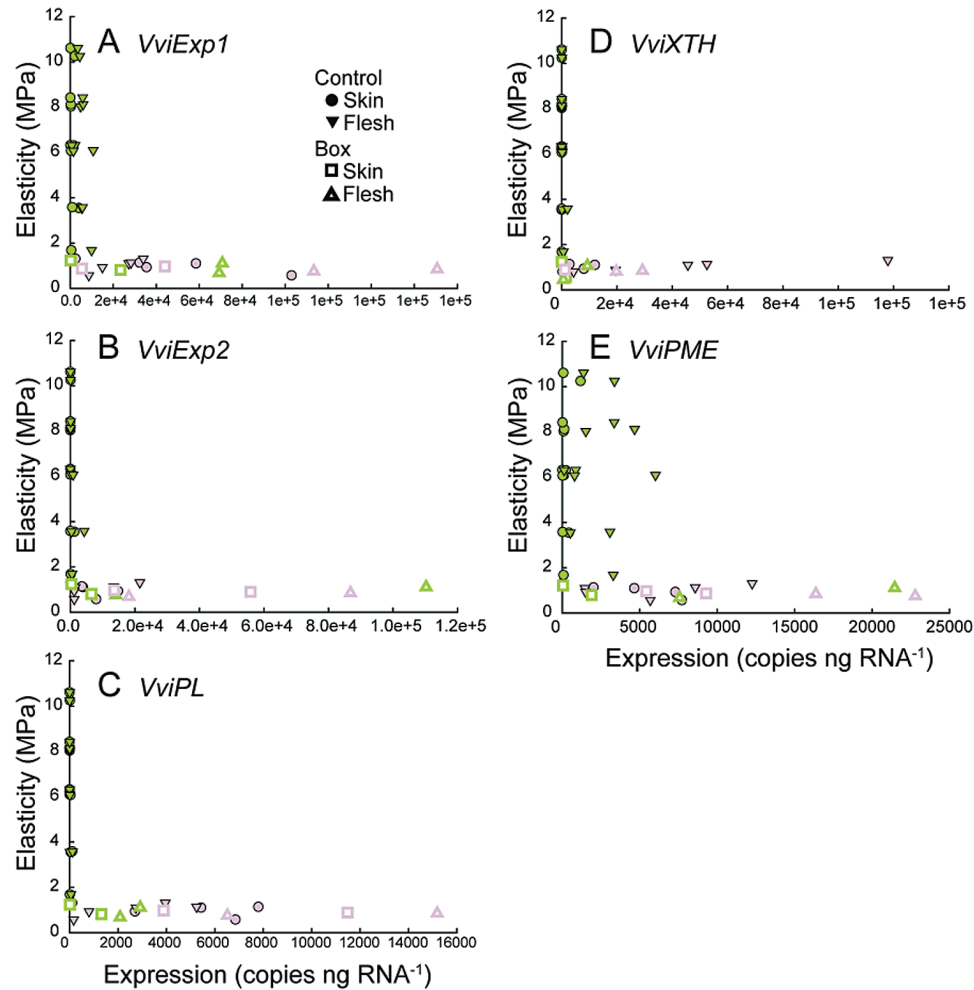 A VviExp1
Control
Skin
Flesh
Box
Skin
Flesh
Elasticity (MPa)
12
10
8
6
4
2
0
0.0 2e+4 2e+4 6e+4 8e+4 1e+5 1e+5 1e+5 1e+5 1e+5
D VviXTH
Elasticity (MPa)
12
10
8
6
4
2
0
0 2e+4 4e+4 6e+4 8e+4 1e+5 1e+5 1e+5
B VviExp2
Elasticity (MPa)
12
10
8
6
4
2
0
0.0 2.0e+4 4.0e+4 6.0e+4 8.0e+4 1.0e+5 1.2e+5
E VviPME
Elasticity (MPa)
12
10
8
6
4
2
0
0 5000 10000 15000 20000 25000
Expression (copies ng RNA⁻¹)
C VviPL
Elasticity (MPa)
12
10
8
6
4
2
0
0 2000 4000 6000 8000 10000 12000 14000 16000
Expression (copies ng RNA⁻¹)